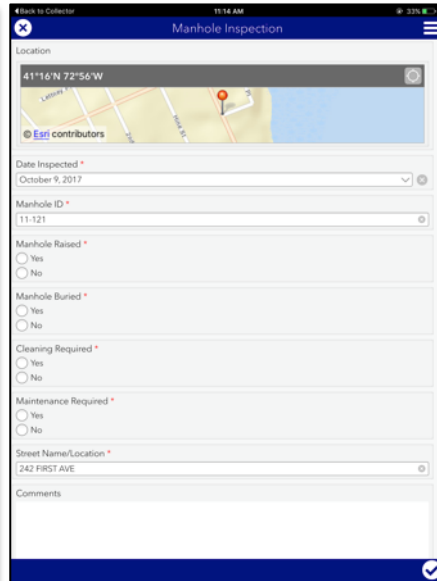 Back to Collector 11:14 AM 33%
Manhole Inspection
Location
41°16'N 72°56'W
© Esri contributors
Date Inspected *
October 9, 2017
Manhole ID *
11-121
Manhole Raised *
Yes
No
Manhole Buried *
Yes
No
Cleaning Required *
Yes
No
Maintenance Required *
Yes
No
Street Name/Location *
242 FIRST AVE
Comments